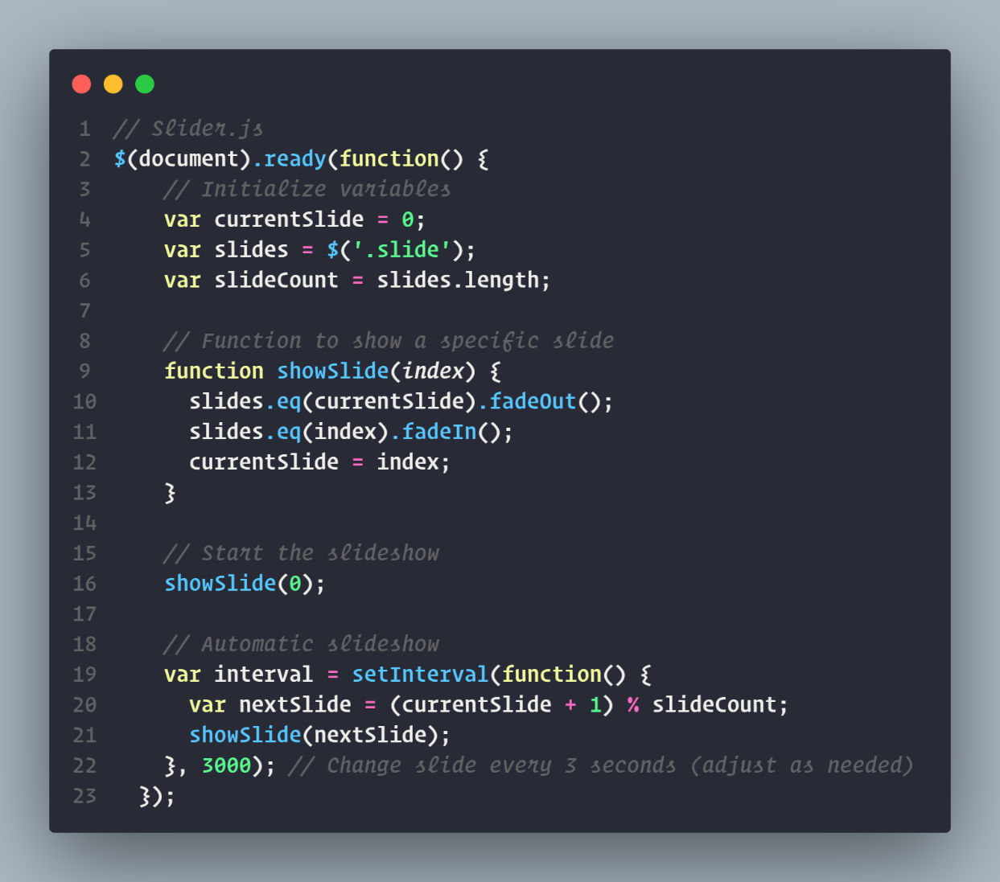 1 // Slider.js
2 $(document).ready(function() {
3     // Initialize variables
4     var currentSlide = 0;
5     var slides = $('.slide');
6     var slideCount = slides.length;
7
8     // Function to show a specific slide
9     function showSlide(index) {
10       slides.eq(currentSlide).fadeOut();
11       slides.eq(index).fadeIn();
12       currentSlide = index;
13     }
14
15     // Start the slideshow
16     showSlide(0);
17
18     // Automatic slideshow
19     var interval = setInterval(function() {
20       var nextSlide = (currentSlide + 1) % slideCount;
21       showSlide(nextSlide);
22     }, 3000); // Change slide every 3 seconds (adjust as needed)
23   });